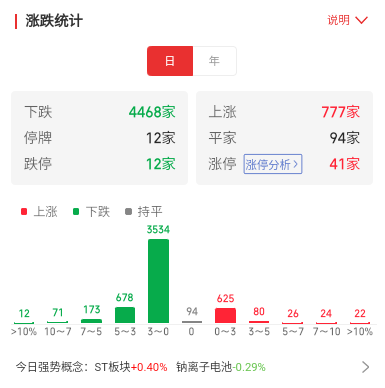 涨跌统计 说明
日 年
下跌 4468家 上涨 777家
停牌 12家 平家 94家
跌停 12家 涨停 涨停分析 > 41家
上涨 下跌 持平
3534
12 71 173 678 94 625 80 26 24 22
>10% 10~7 7~5 5~3 3~0 0 0~3 3~5 5~7 7~10 >10%
今日强势概念: ST板块+0.40% 钠离子电池-0.29%